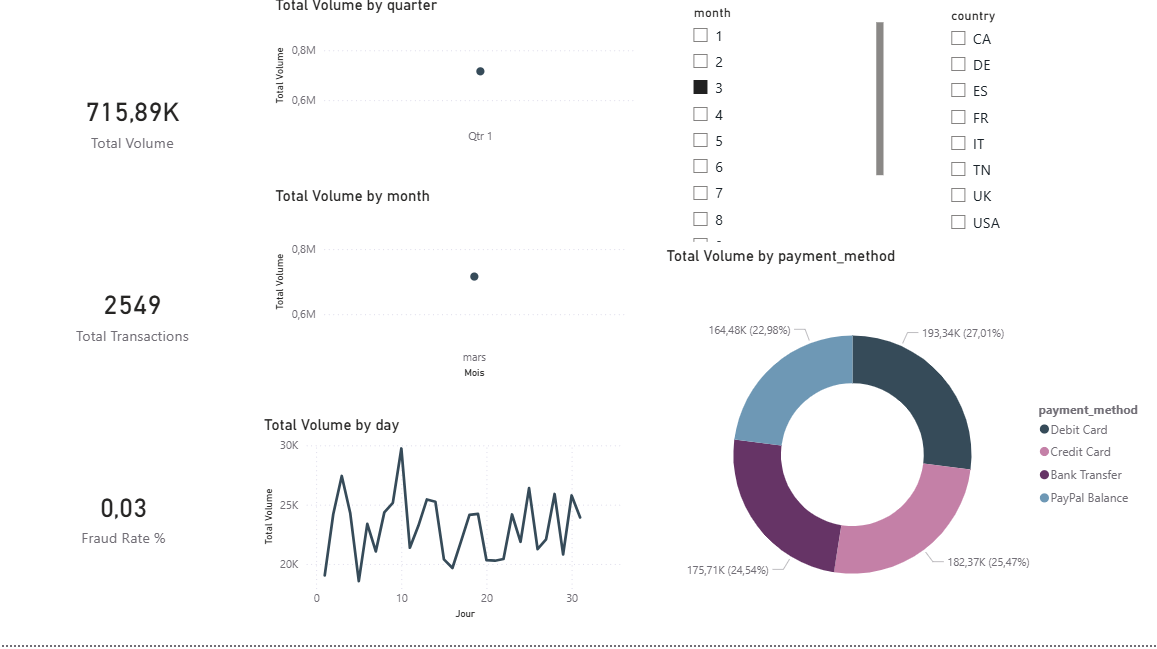 Total Volume by quarter
Total Volume
0,8M
0,6M
Qtr 1
715,89K
Total Volume
Total Volume by month
Total Volume
0,8M
0,6M
mars
Mois
2549
Total Transactions
Total Volume by day
Total Volume
30K
25K
20K
0
10
20
30
Jour
0,03
Fraud Rate %
month
1
2
3
4
5
6
7
8
country
CA
DE
ES
FR
IT
TN
UK
USA
Total Volume by payment_method
164,48K (22,98%)
193,34K (27,01%)
175,71K (24,54%)
182,37K (25,47%)
payment_method
Debit Card
Credit Card
Bank Transfer
PayPal Balance